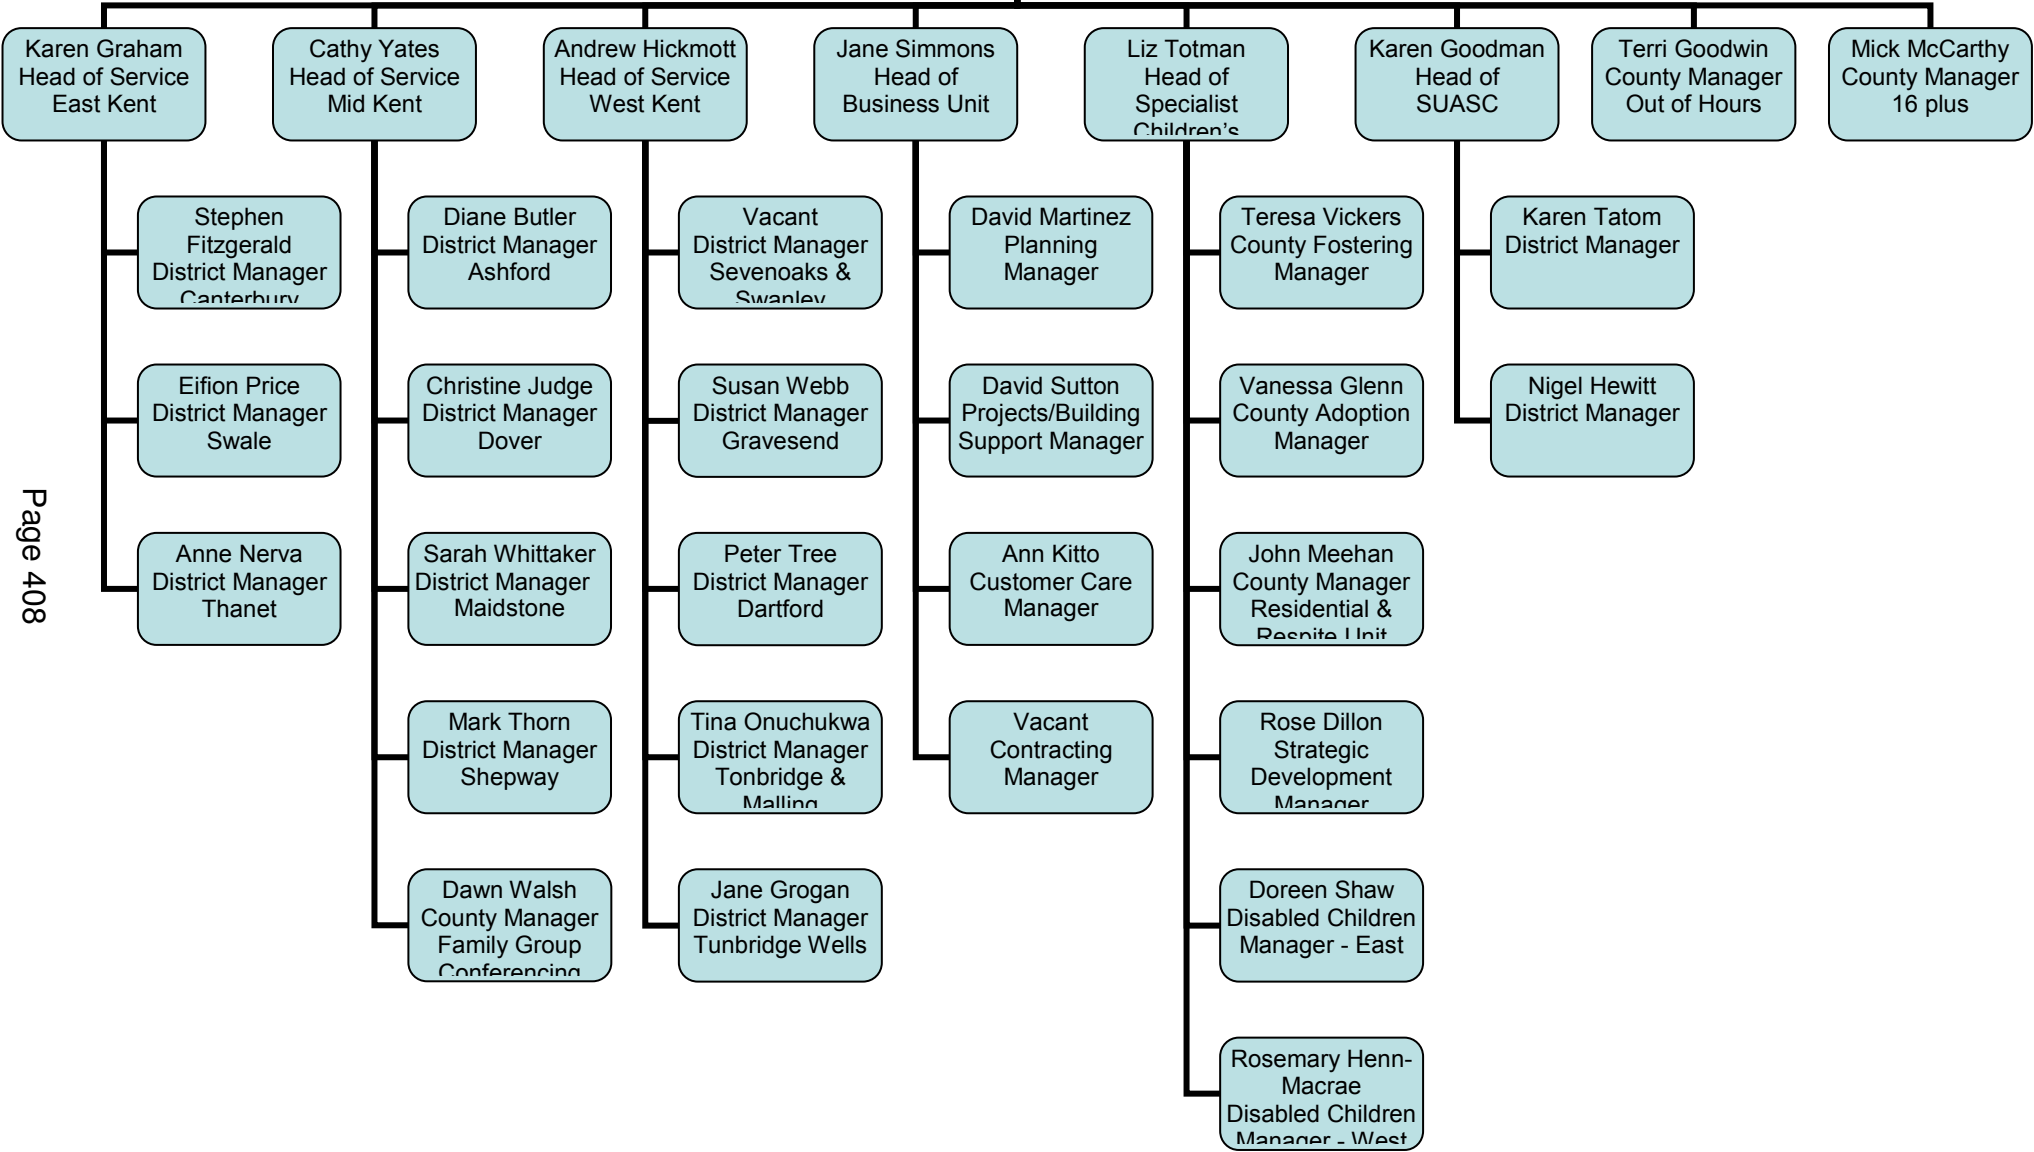 Karen Graham
Head of Service
East Kent
Cathy Yates
Head of Service
Mid Kent
Andrew Hickmott
Head of Service
West Kent
Jane Simmons
Head of
Business Unit
Liz Totman
Head of
Specialist
Children's
Karen Goodman
Head of
SUASC
Terri Goodwin
County Manager
Out of Hours
Mick McCarthy
County Manager
16 plus
Stephen
Fitzgerald
District Manager
Canterbury
Eifion Price
District Manager
Swale
Anne Nerva
District Manager
Thanet
Diane Butler
District Manager
Ashford
Christine Judge
District Manager
Dover
Sarah Whittaker
District Manager
Maidstone
Mark Thorn
District Manager
Shepway
Dawn Walsh
County Manager
Family Group
Conferencing
Vacant
District Manager
Sevenoaks &
Swanley
Susan Webb
District Manager
Gravesend
Peter Tree
District Manager
Dartford
Tina Onuchukwa
District Manager
Tonbridge &
Malling
Jane Grogan
District Manager
Tunbridge Wells
David Martinez
Planning
Manager
David Sutton
Projects/Building
Support Manager
Ann Kitto
Customer Care
Manager
Vacant
Contracting
Manager
Teresa Vickers
County Fostering
Manager
Vanessa Glenn
County Adoption
Manager
John Meehan
County Manager
Residential &
Respite Unit
Rose Dillon
Strategic
Development
Manager
Doreen Shaw
Disabled Children
Manager - East
Rosemary Henn-
Macrae
Disabled Children
Manager - West
Karen Tatom
District Manager
Nigel Hewitt
District Manager
Page 408